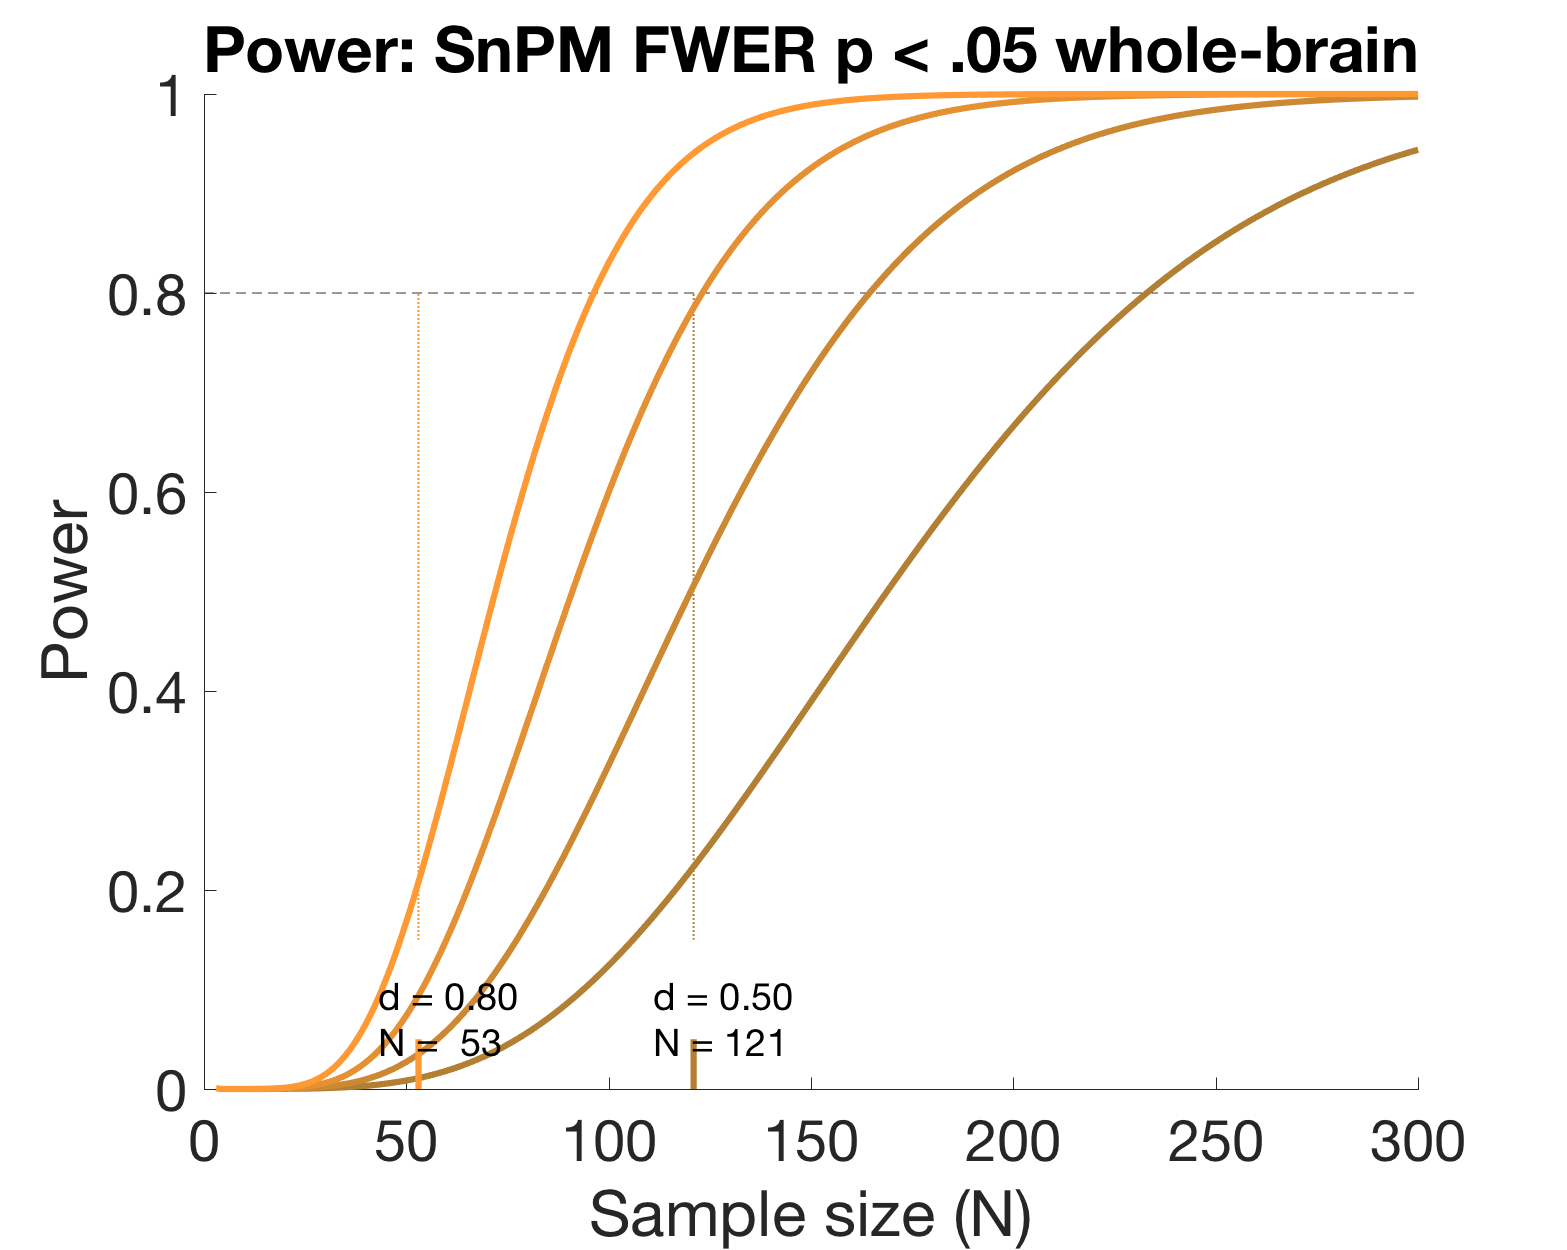 Power: SnPM FWER p < .05 whole-brain
1
0.8
0.6
0.4
0.2
0
Power
d = 0.80
N = 53
d = 0.50
N = 121
0 50 100 150 200 250 300
Sample size (N)